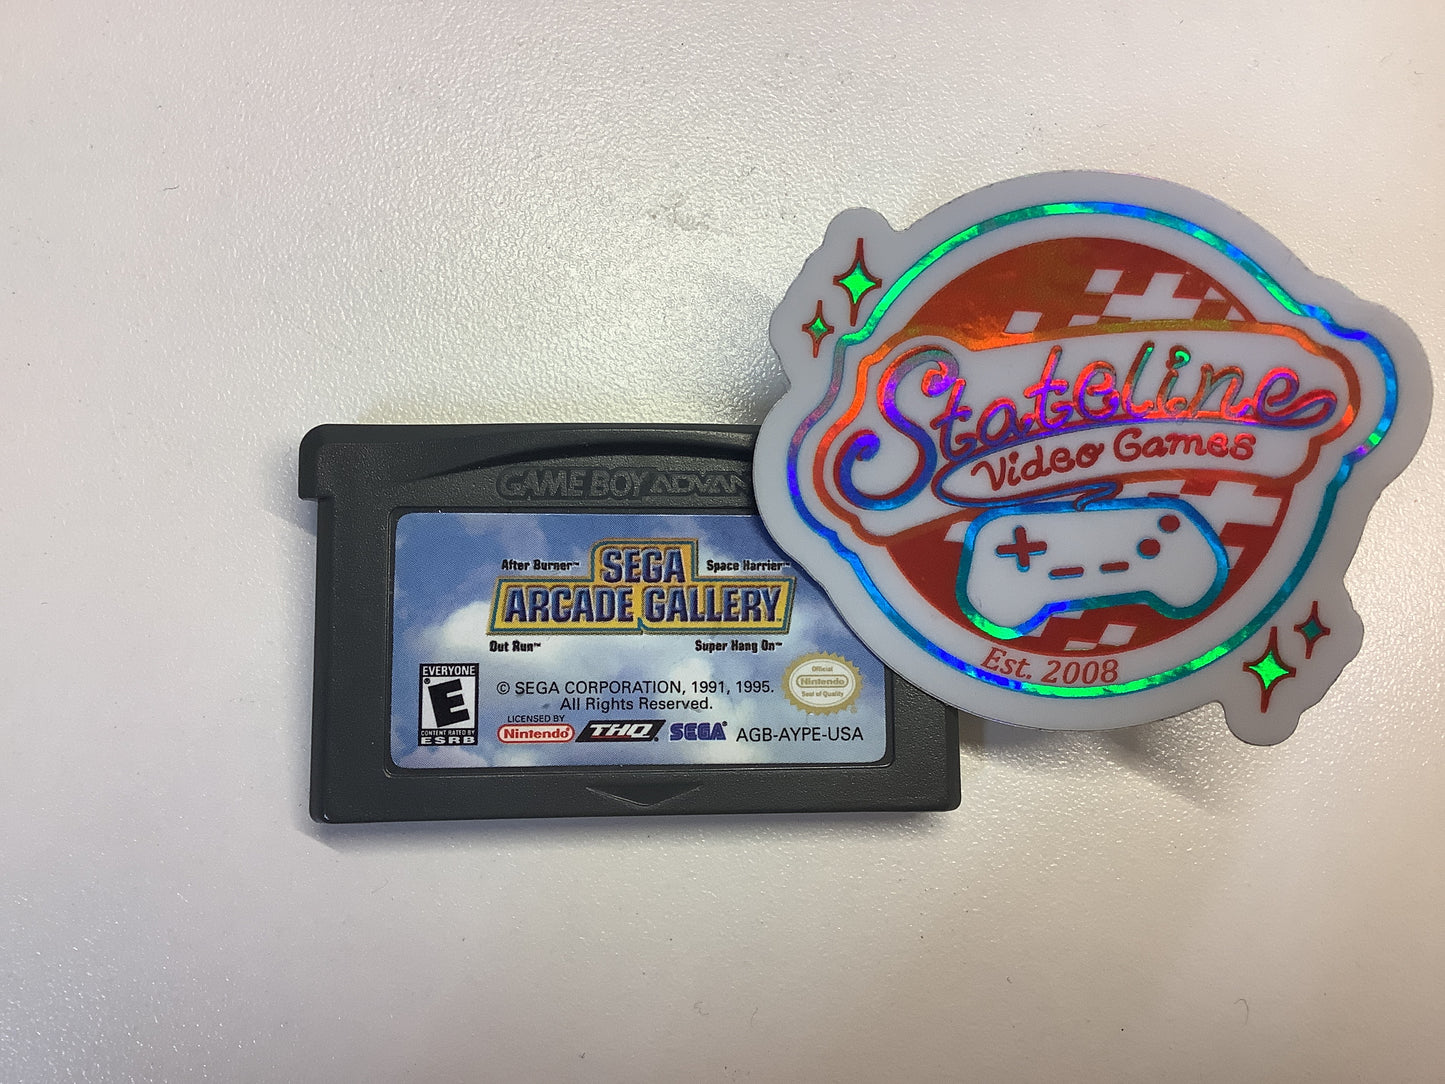 GAME BOY ADVAN
After Burner™
SEGA
Space Harrier™
ARCADE GALLERY™
Out Run™
Super Hang On™
EVERYONE
E
CONTENT RATED BY
ESRB
© SEGA CORPORATION, 1991, 1995.
All Rights Reserved.
Official
Nintendo
Seal of Quality
LICENSED BY
Nintendo®
THQ®
SEGA®
AGB-AYPE-USA
Stateline
Video Games
Est. 2008